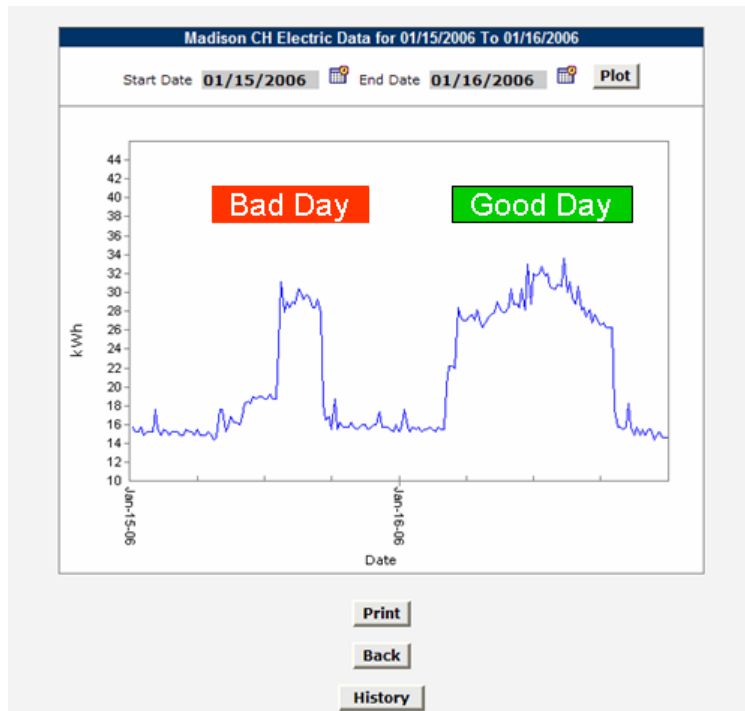 Madison CH Electric Data for 01/15/2006 To 01/16/2006
Start Date 01/15/2006 End Date 01/16/2006 Plot
44
42
40
38
36
34
32
30
28
26
24
22
20
18
16
14
12
10
kWh
Bad Day
Good Day
Jan-15-06
Jan-16-06
Date
Print
Back
History